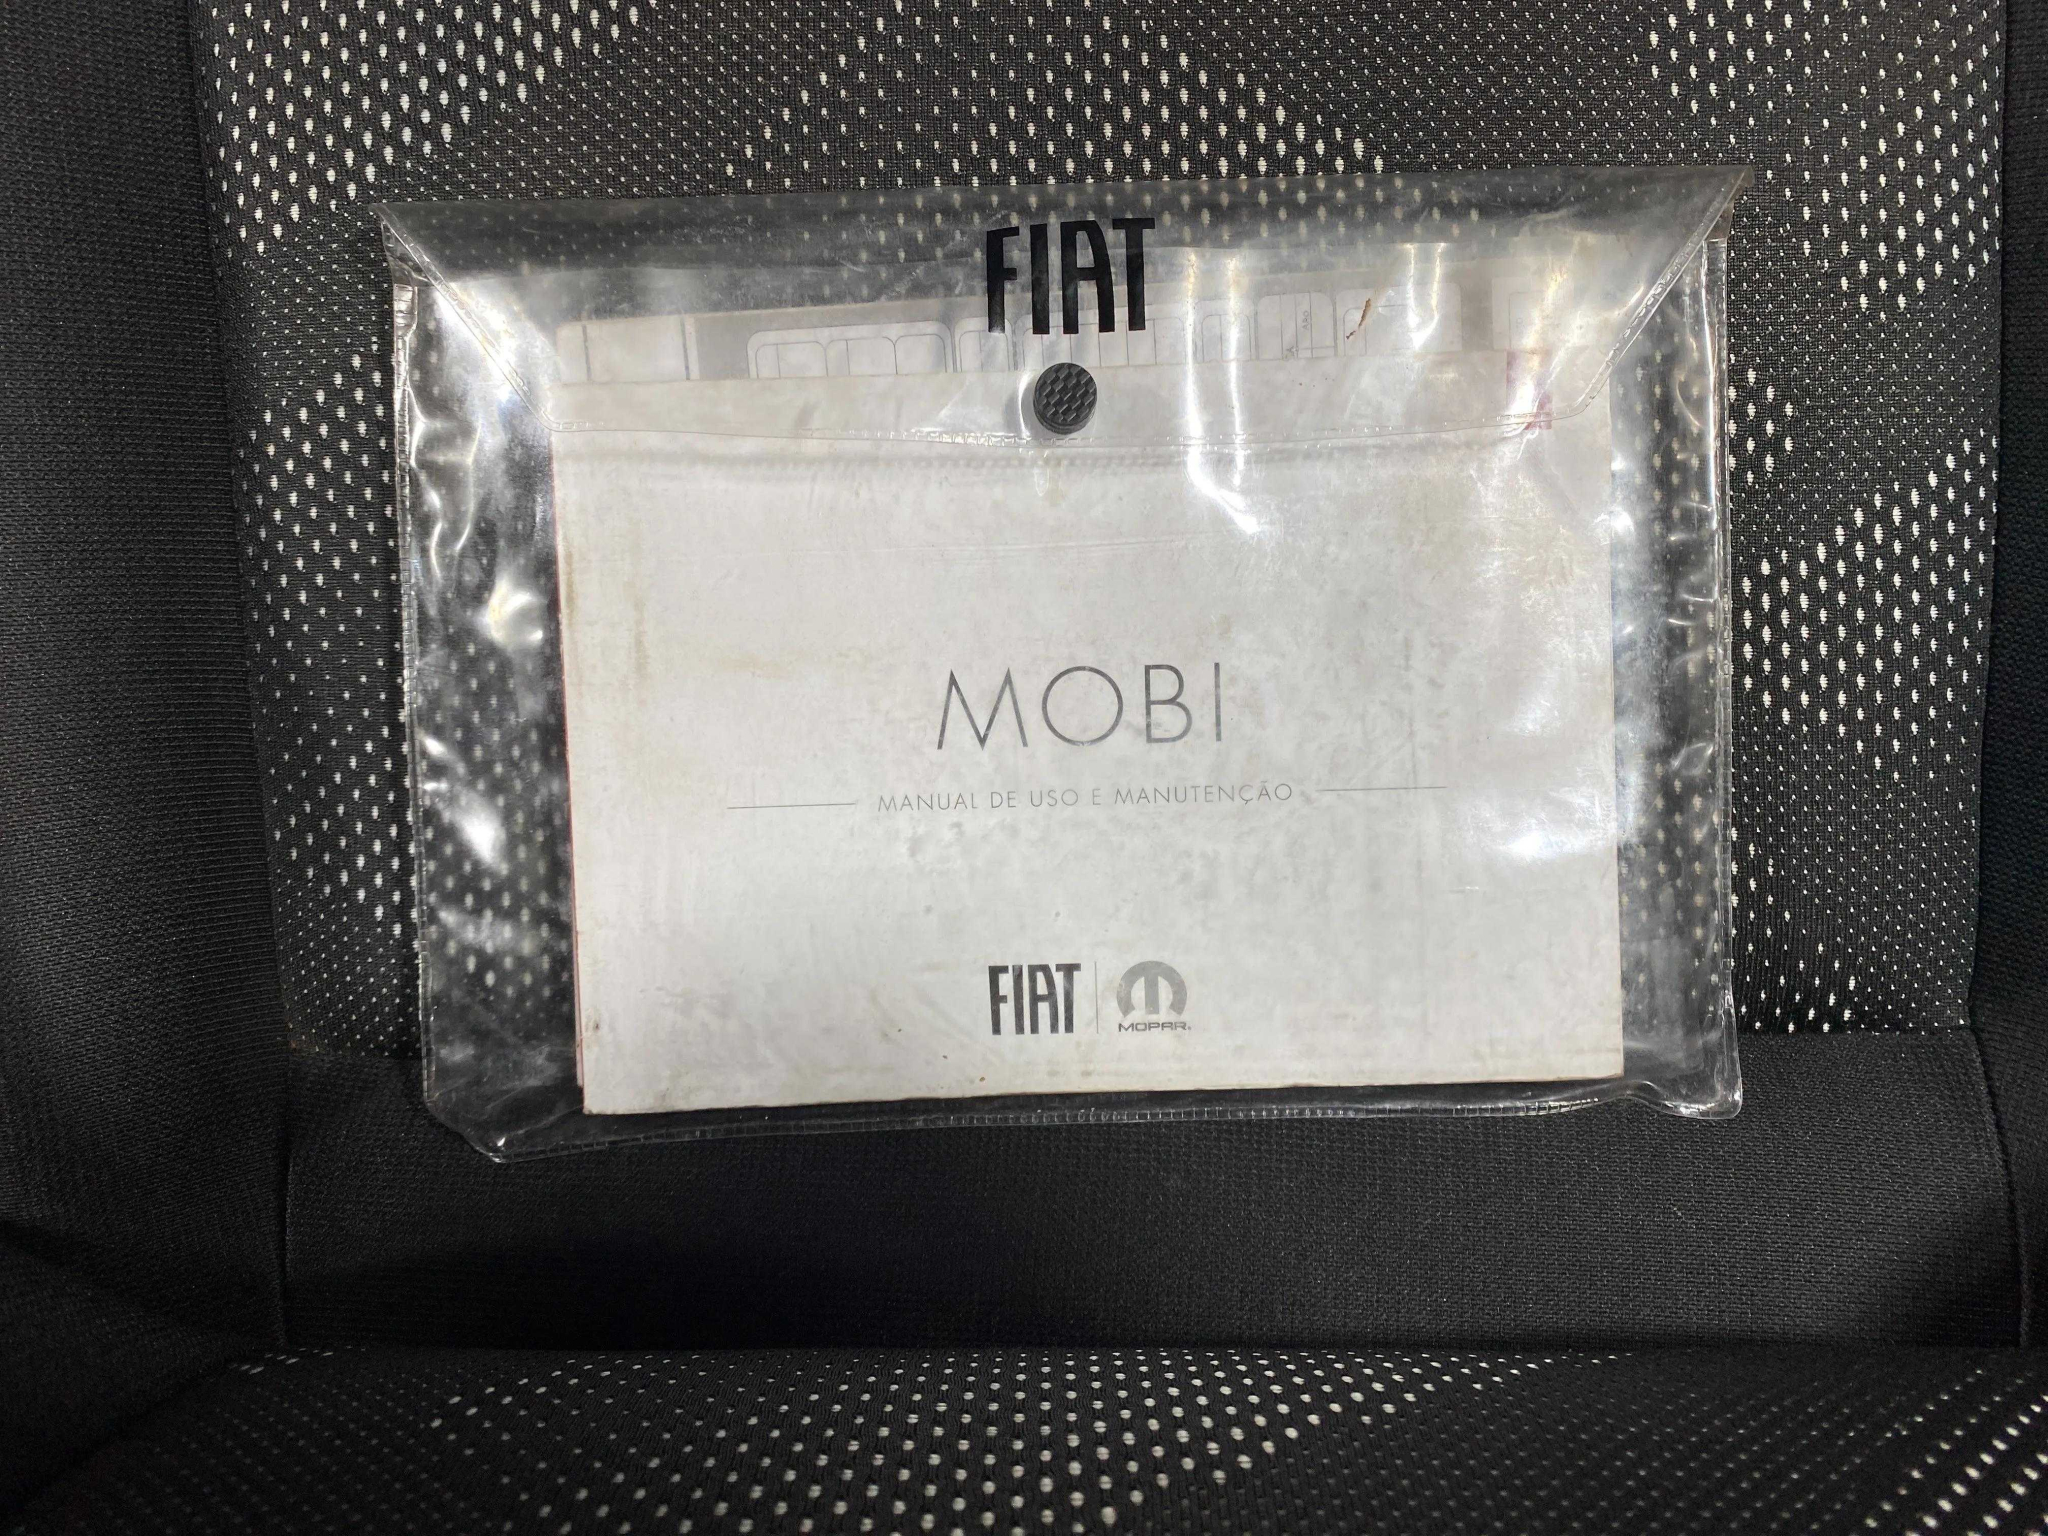 FIAT
MOBI
MANUAL DE USO E MANUTENÇÃO
FIAT
MOPAR®